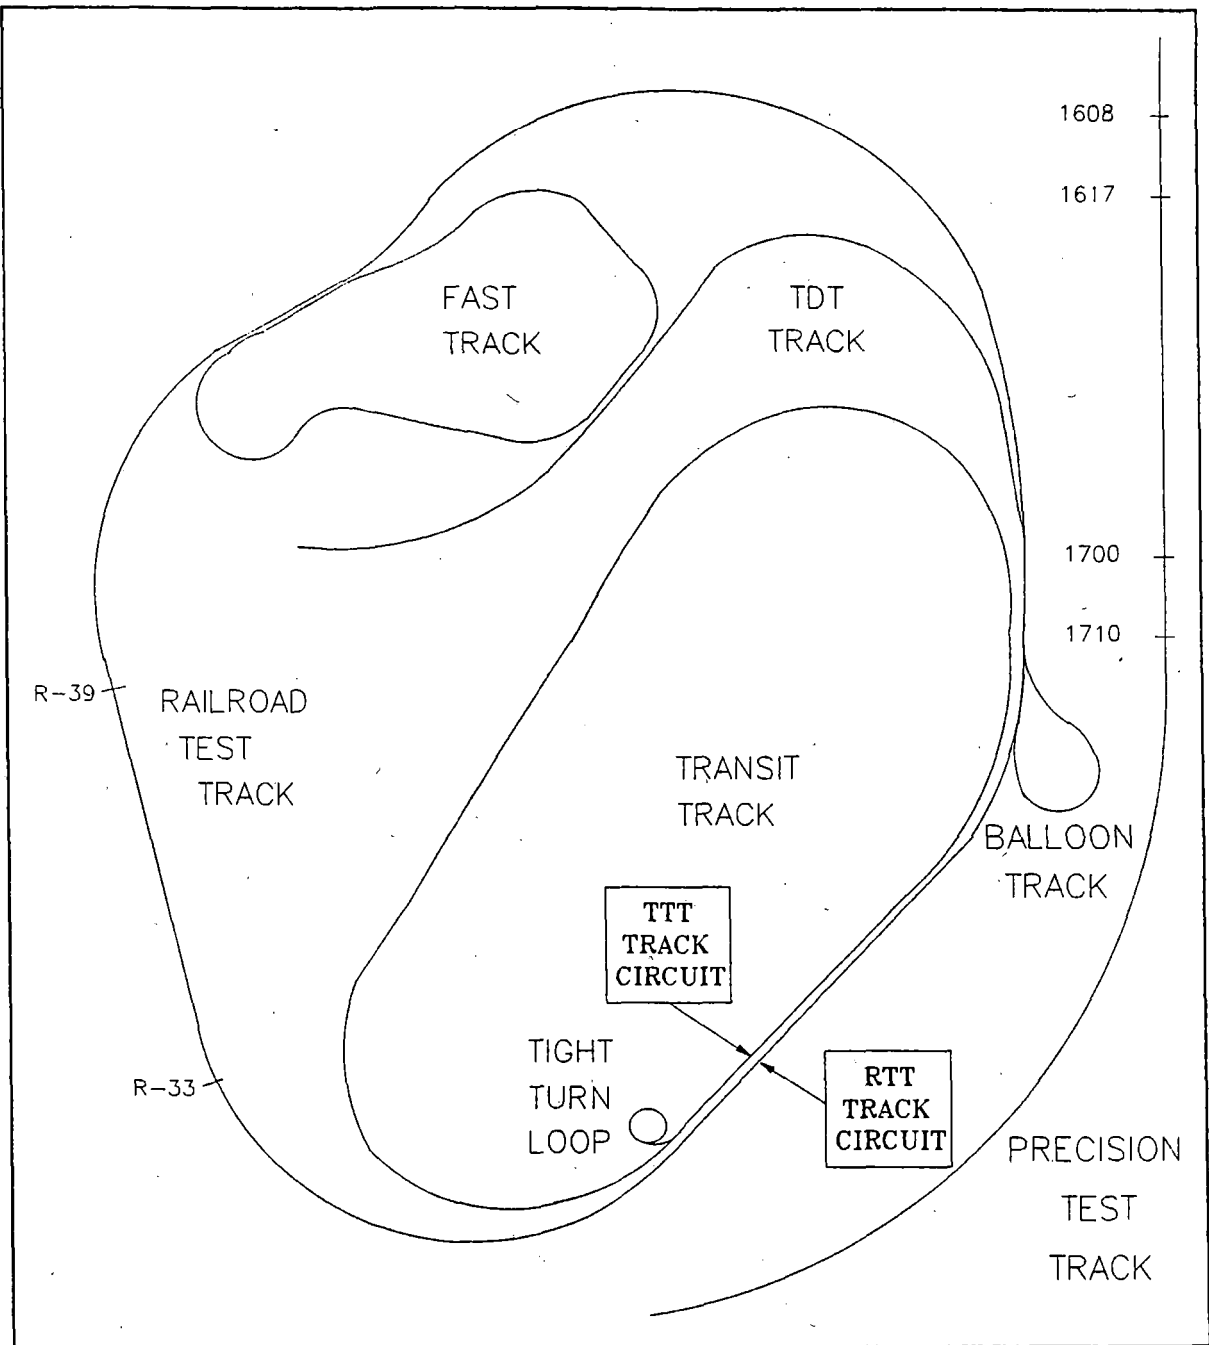 1608
1617
FAST
TRACK
TDT
TRACK
1700
1710
R-39
RAILROAD
TEST
TRACK
TRANSIT
TRACK
BALLOON
TRACK
TTT
TRACK
CIRCUIT
TIGHT
TURN
LOOP
R-33
RTT
TRACK
CIRCUIT
PRECISION
TEST
TRACK